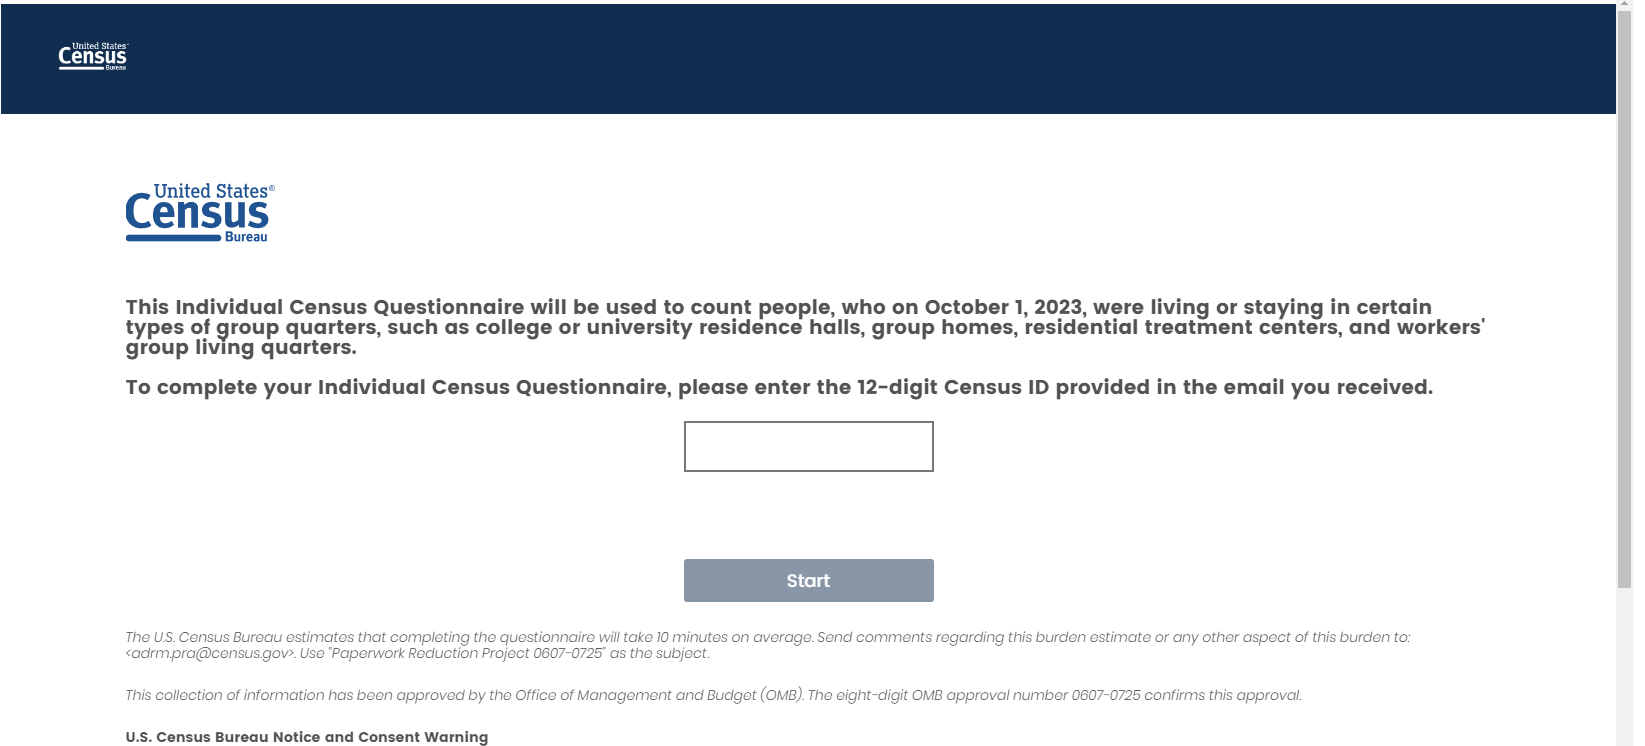 United States
Census
Bureau
United States®
Census
Bureau
This Individual Census Questionnaire will be used to count people, who on October 1, 2023, were living or staying in certain
types of group quarters, such as college or university residence halls, group homes, residential treatment centers, and workers'
group living quarters.
To complete your Individual Census Questionnaire, please enter the 12-digit Census ID provided in the email you received.
Start
The U.S. Census Bureau estimates that completing the questionnaire will take 10 minutes on average. Send comments regarding this burden estimate or any other aspect of this burden to:
<adrm.pra@census.gov>. Use "Paperwork Reduction Project 0607-0725" as the subject.
This collection of information has been approved by the Office of Management and Budget (OMB). The eight-digit OMB approval number 0607-0725 confirms this approval.
U.S. Census Bureau Notice and Consent Warning